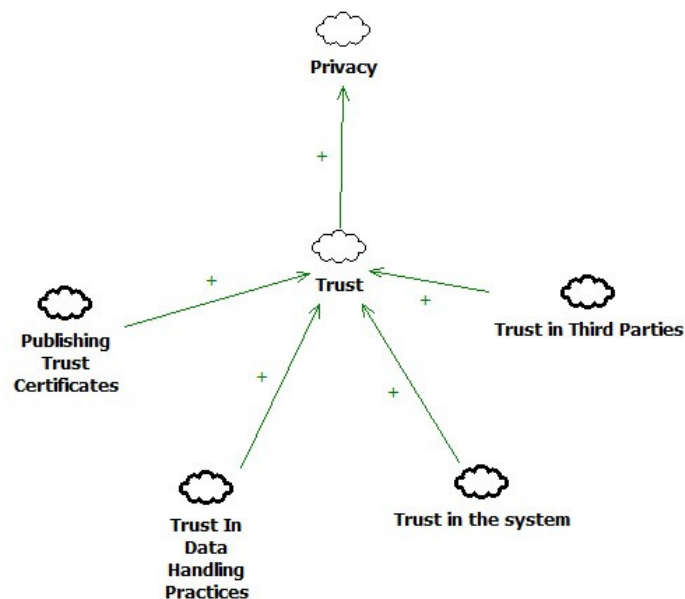 Privacy
+
Trust
+
+
Publishing
Trust
Certificates
Trust in Third Parties
+
+
Trust In
Data
Handling
Practices
Trust in the system